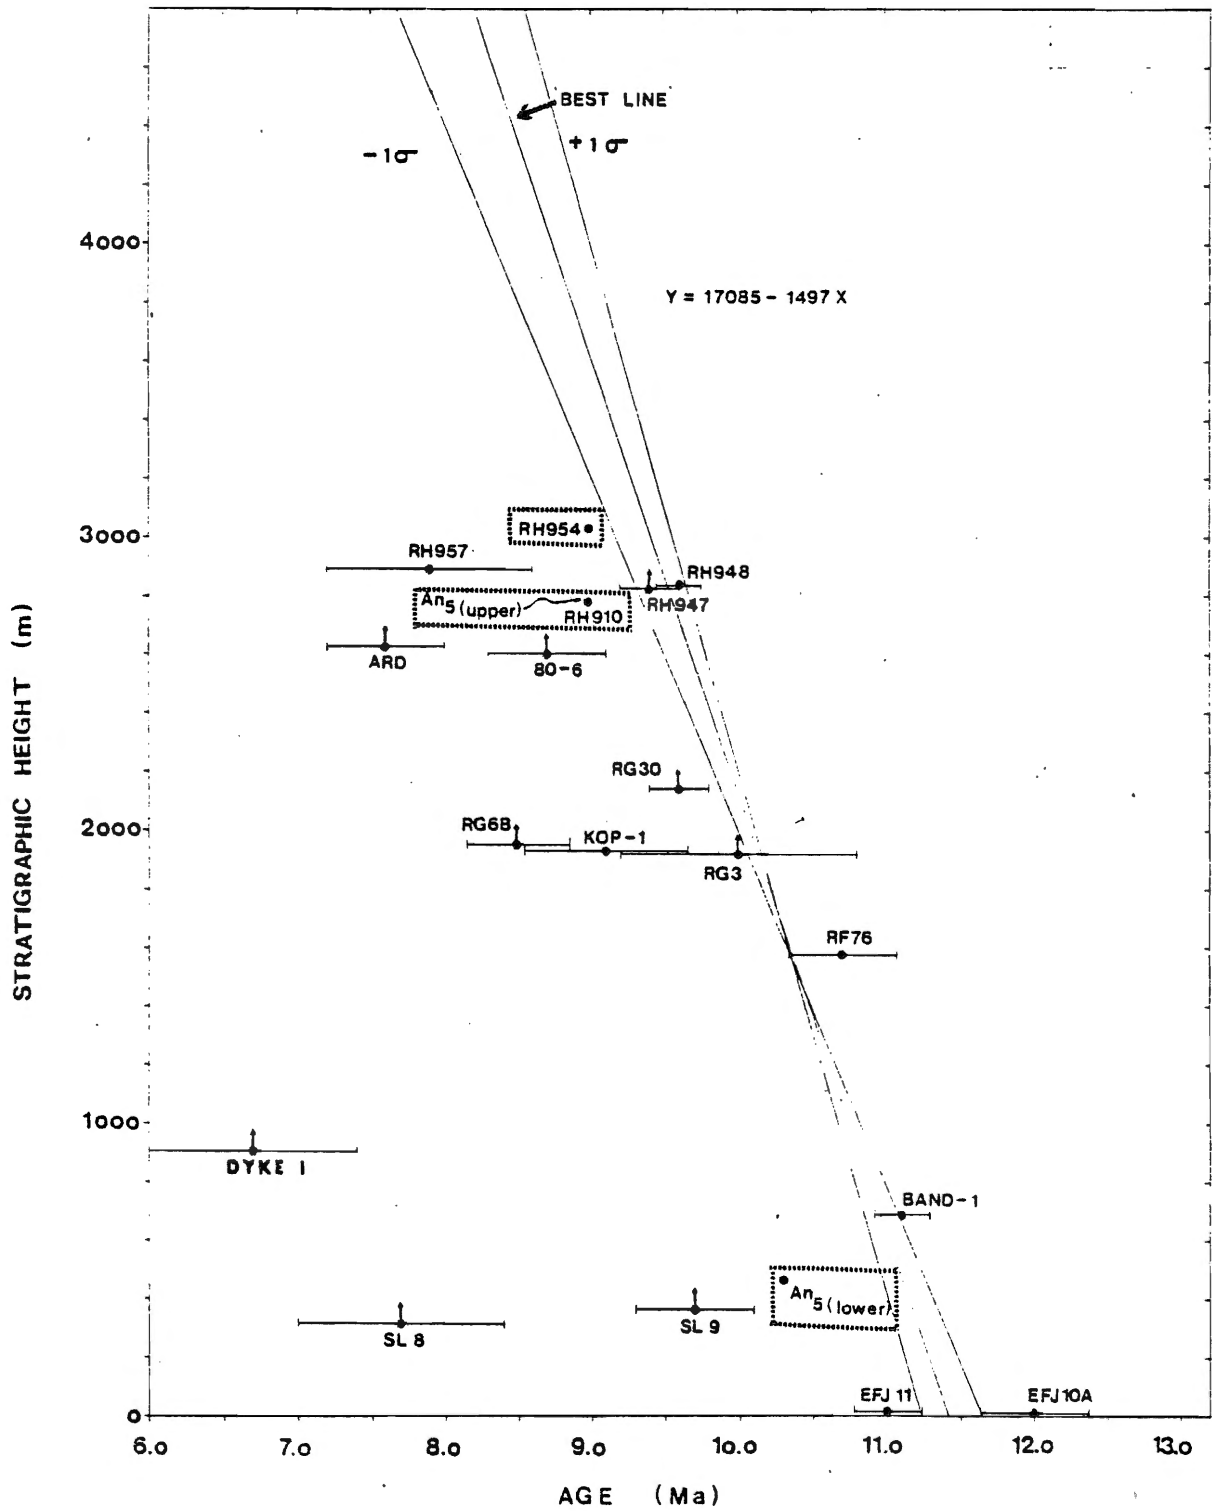 BEST LINE
+1σ
-1σ
4000
Y = 17085 - 1497 X
RH954
3000
RH957
RH948
An5 (upper)
RH947
RH910
ARD
80-6
RG30
RG6B
KOP-1
2000
RG3
RF76
1000
DYKE 1
BAND-1
An5 (lower)
SL 8
SL 9
EFJ 11
EFJ10A
0
6.0 7.0 8.0 9.0 10.0 11.0 12.0 13.0
AGE (Ma)
STRATIGRAPHIC HEIGHT (m)